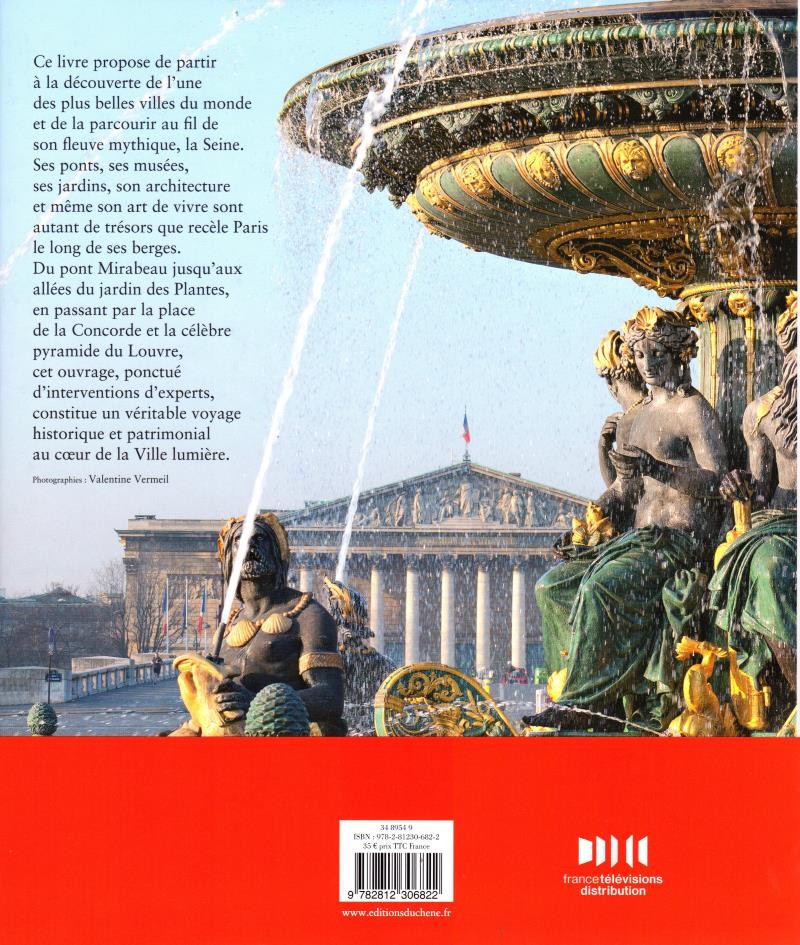 Ce livre propose de partir
à la découverte de l'une
des plus belles villes du monde
et de la parcourir au fil de
son fleuve mythique, la Seine.
Ses ponts, ses musées,
ses jardins, son architecture
et même son art de vivre sont
autant de trésors que recèle Paris
le long de ses berges.
Du pont Mirabeau jusqu'aux
allées du jardin des Plantes,
en passant par la place
de la Concorde et la célèbre
pyramide du Louvre,
cet ouvrage, ponctué
d'interventions d'experts,
constitue un véritable voyage
historique et patrimonial
au cœur de la Ville lumière.
Photographies : Valentine Vermeil
34 8954 9
ISBN : 978-2-81230-682-2
35 € prix TTC France
9 782812 306822
www.editionsduchene.fr
francetélévisions
distribution